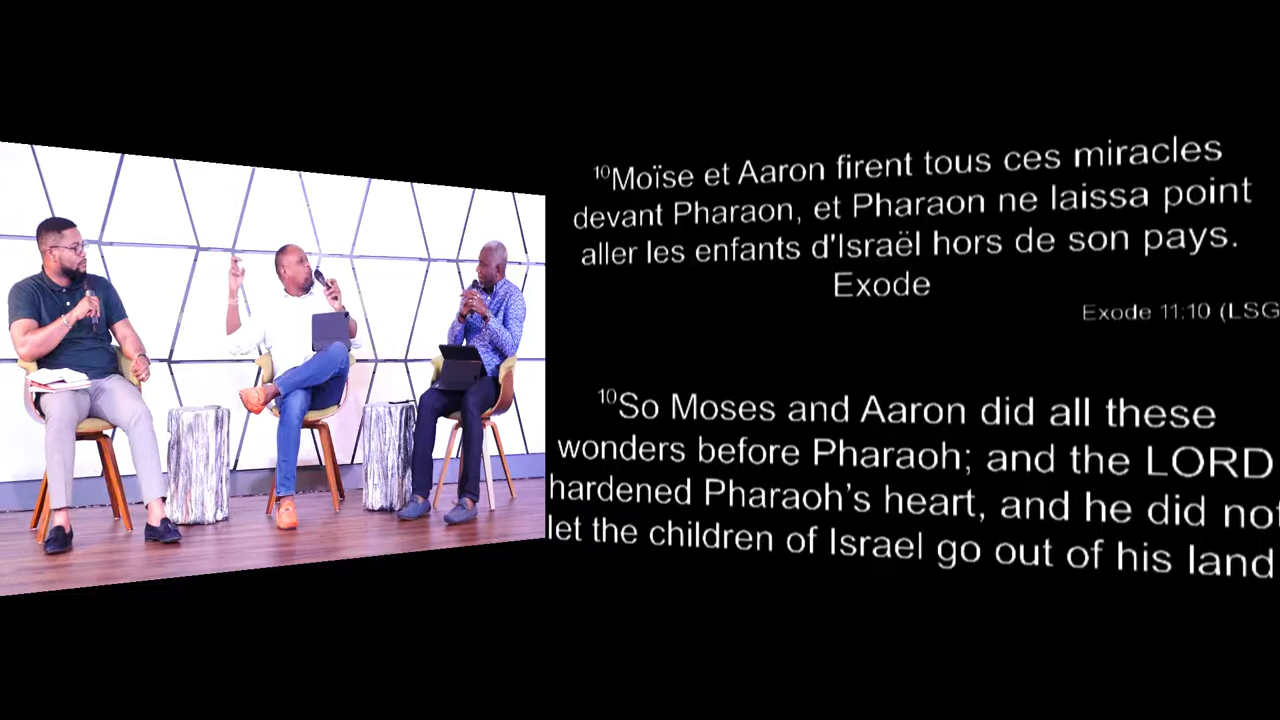 ¹⁰Moïse et Aaron firent tous ces miracles
devant Pharaon, et Pharaon ne laissa point
aller les enfants d'Israël hors de son pays.
Exode
Exode 11:10 (LSG
¹⁰So Moses and Aaron did all these
wonders before Pharaoh; and the LORD
hardened Pharaoh’s heart, and he did not
let the children of Israel go out of his land